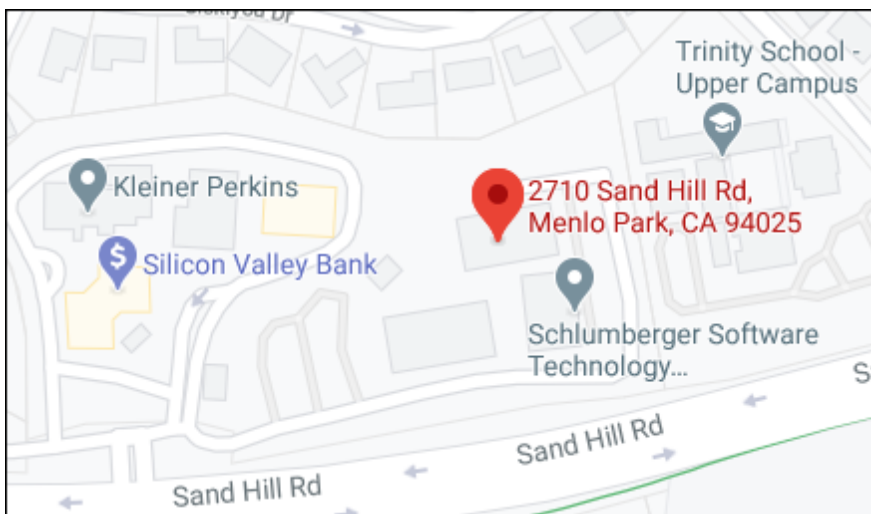 Trinity School -
Upper Campus
Kleiner Perkins
2710 Sand Hill Rd,
Menlo Park, CA 94025
Silicon Valley Bank
Schlumberger Software
Technology...
Sand Hill Rd
Sand Hill Rd